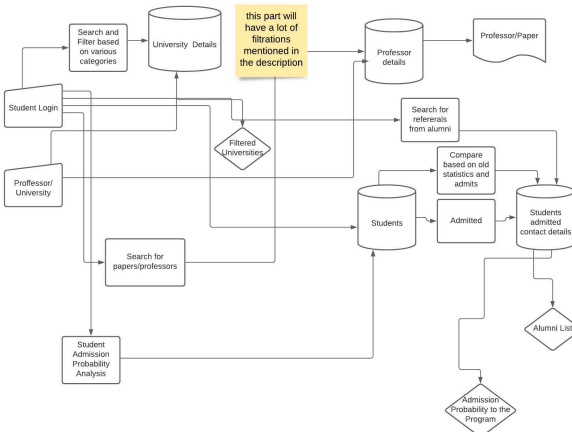 Search and
Filter based
on various
categories
University Details
this part will
have a lot of
filtrations
mentioned in
the description
Professor
details
Professor/Paper
Student Login
Search for
refererals
from alumni
Filtered
Universities
Compare
based on old
statistics and
admits
Proffessor/
University
Students
Admitted
Students
admitted
contact details
Search for
papers/professors
Alumni List
Student
Admission
Probability
Analysis
Admission
Probability to the
Program